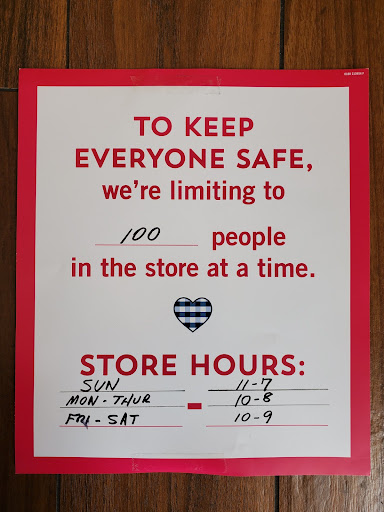 TO KEEP
EVERYONE SAFE,
we're limiting to
100 people
in the store at a time.
STORE HOURS:
SUN 11-7
MON - THUR - 10-8
FRI - SAT 10-9